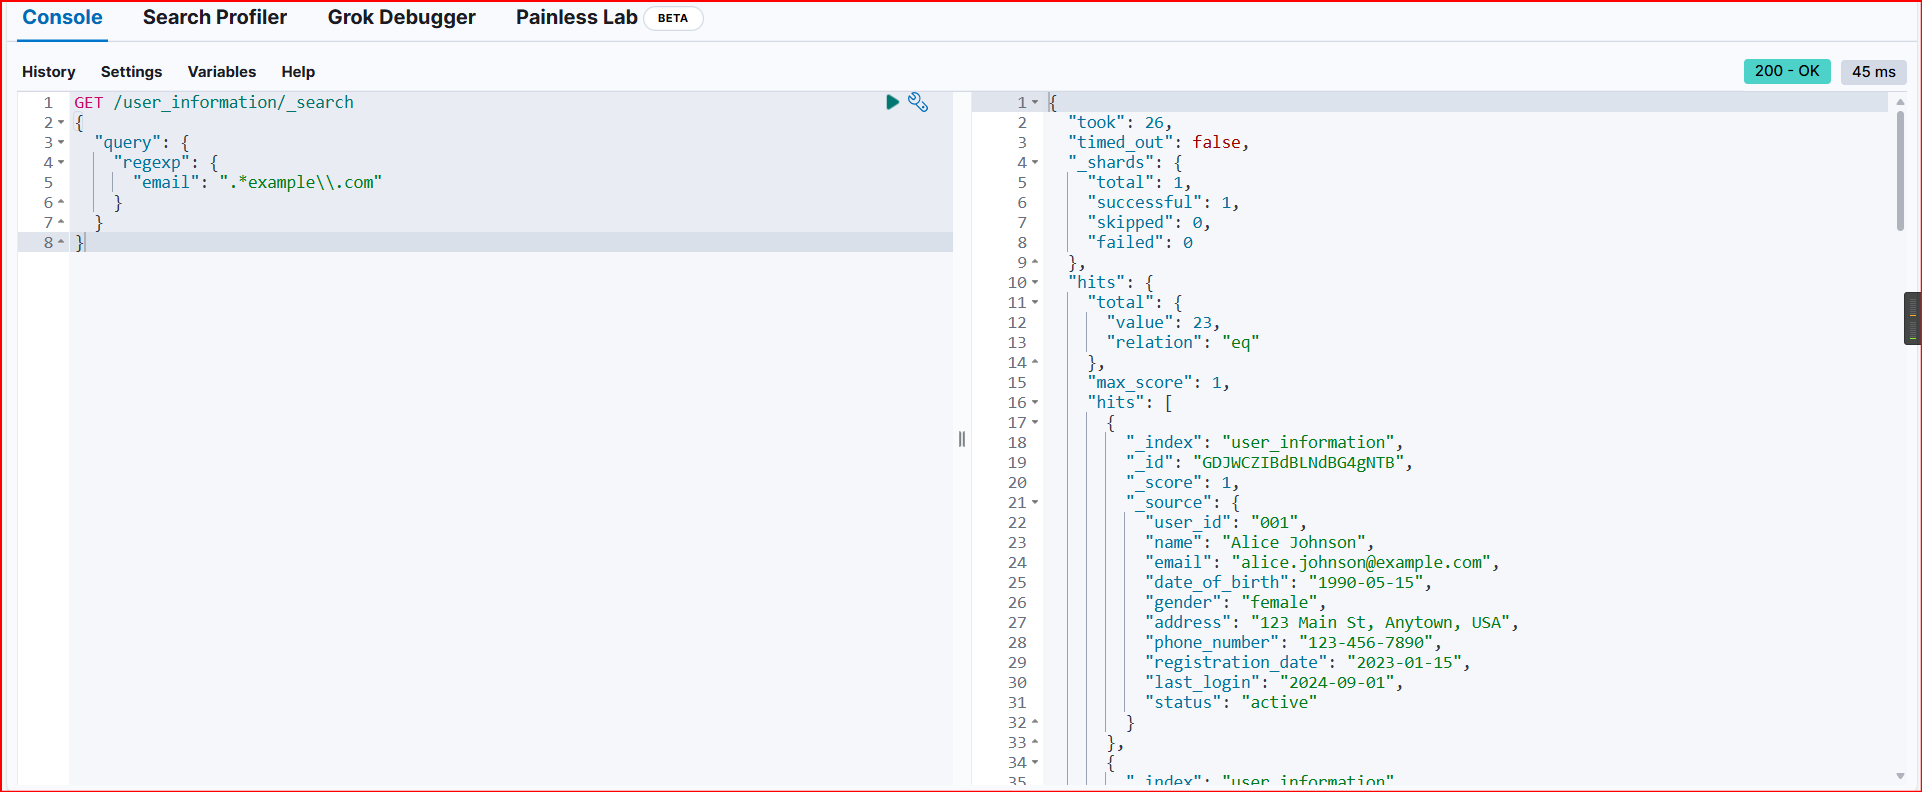 Console Search Profiler Grok Debugger Painless Lab BETA
History Settings Variables Help 200 - OK 45 ms
1 GET /user_information/_search
2 {
3 "query": {
4 "regexp": {
5 "email": ".*example\\.com"
6 }
7 }
8 }
1 {
2 "took": 26,
3 "timed_out": false,
4 "_shards": {
5 "total": 1,
6 "successful": 1,
7 "skipped": 0,
8 "failed": 0
9 },
10 "hits": {
11 "total": {
12 "value": 23,
13 "relation": "eq"
14 },
15 "max_score": 1,
16 "hits": [
17 {
18 "_index": "user_information",
19 "_id": "GDJWCZIBdBLNdBG4gNTB",
20 "_score": 1,
21 "_source": {
22 "user_id": "001",
23 "name": "Alice Johnson",
24 "email": "alice.johnson@example.com",
25 "date_of_birth": "1990-05-15",
26 "gender": "female",
27 "address": "123 Main St, Anytown, USA",
28 "phone_number": "123-456-7890",
29 "registration_date": "2023-01-15",
30 "last_login": "2024-09-01",
31 "status": "active"
32 }
33 },
34 {
35 "_index": "user_information"